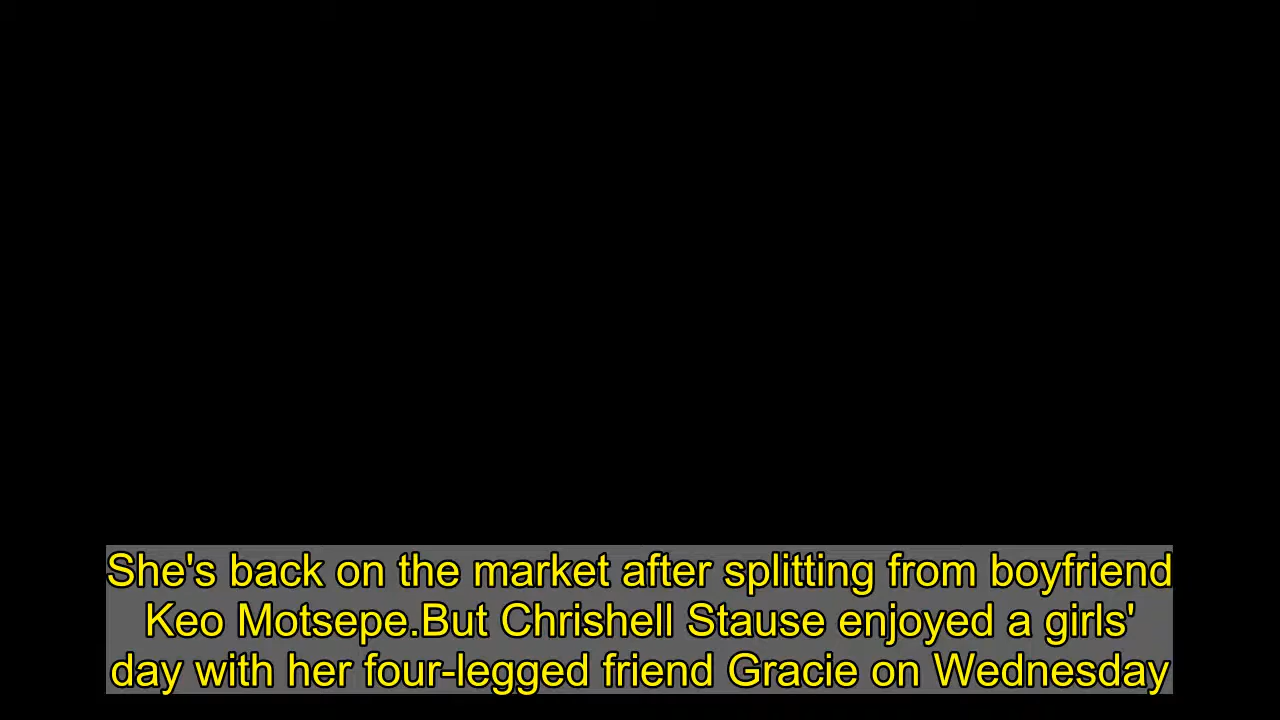 She's back on the market after splitting from boyfriend
Keo Motsepe.But Chrishell Stause enjoyed a girls'
day with her four-legged friend Gracie on Wednesday